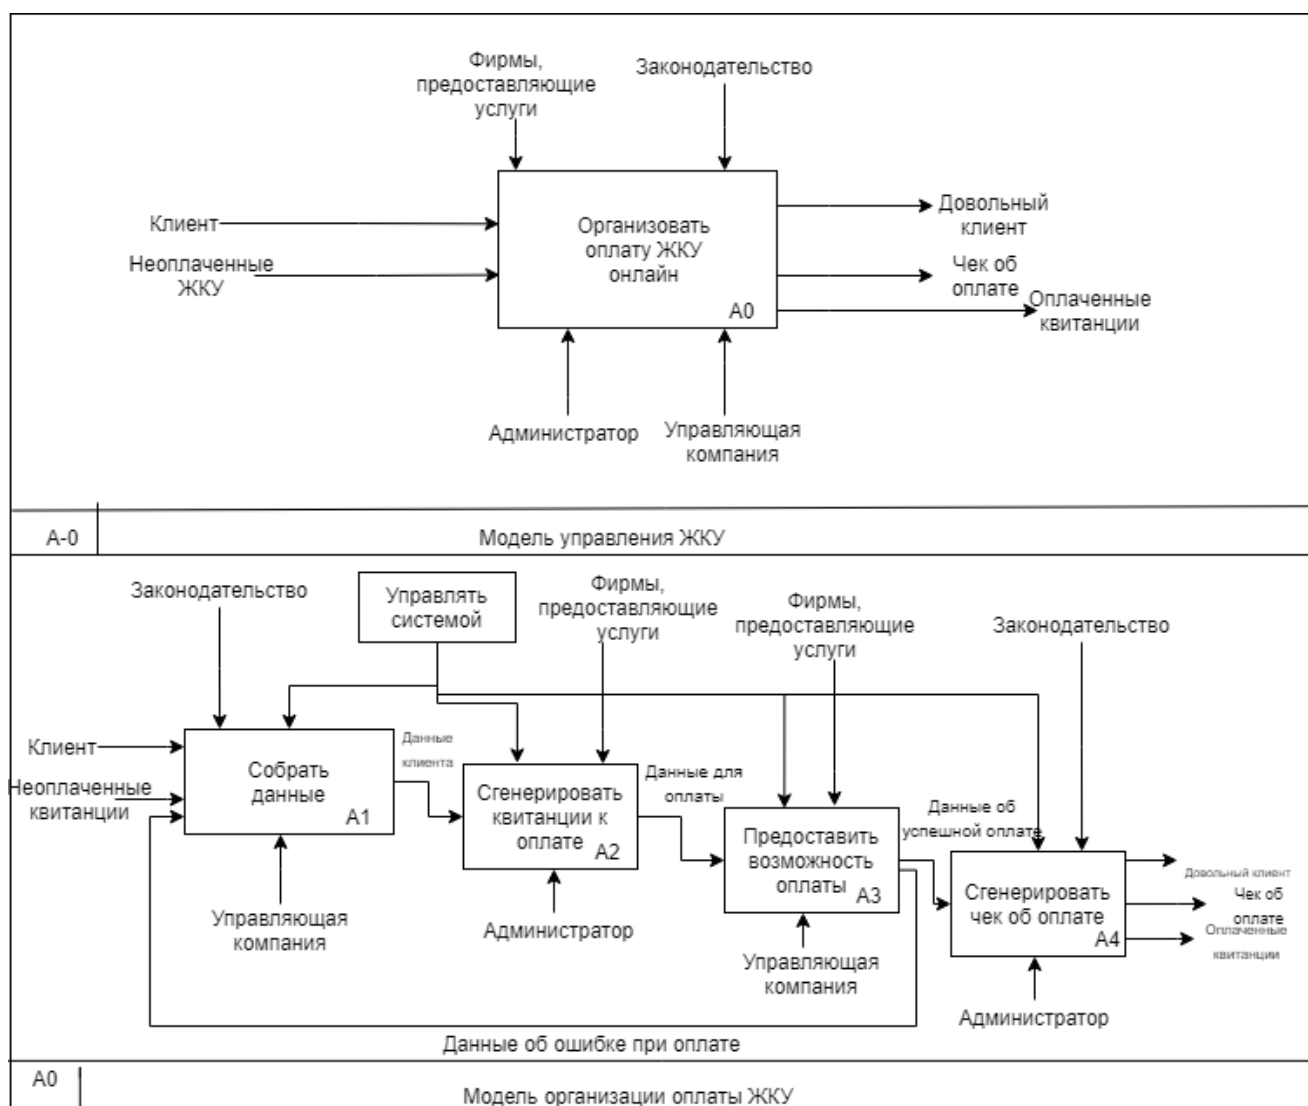 Фирмы,
предоставляющие
услуги
Законодательство
Клиент
Неоплаченные
ЖКУ
Организовать
оплату ЖКУ
онлайн
A0
Довольный
клиент
Чек об
оплате
Оплаченные
квитанции
Администратор
Управляющая
компания
A-0
Модель управления ЖКУ
Законодательство
Управлять
системой
Фирмы,
предоставляющие
услуги
Фирмы,
предоставляющие
услуги
Законодательство
Клиент
Неоплаченные
квитанции
Собрать
данные
A1
Данные
клиента
Сгенерировать
квитанции к
оплате
A2
Данные для
оплаты
Предоставить
возможность
оплаты
A3
Данные об
успешной оплате
Сгенерировать
чек об оплате
A4
Довольный клиент
Чек об
оплате
Оплаченные
квитанции
Управляющая
компания
Администратор
Управляющая
компания
Администратор
Данные об ошибке при оплате
A0
Модель организации оплаты ЖКУ